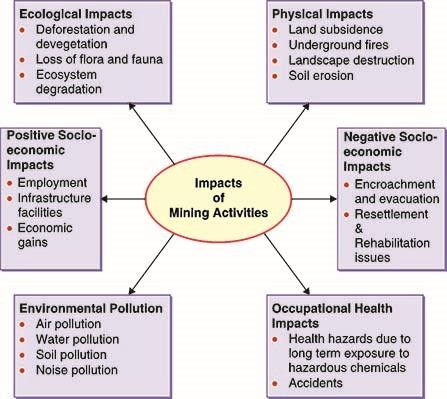 Ecological Impacts
• Deforestation and
devegetation
• Loss of flora and fauna
• Ecosystem
degradation
Physical Impacts
• Land subsidence
• Underground fires
• Landscape destruction
• Soil erosion
Positive Socio-
economic
Impacts
• Employment
• Infrastructure
facilities
• Economic
gains
Impacts
of
Mining Activities
Negative Socio-
economic
Impacts
• Encroachment
and evacuation
• Resettlement
&
Rehabilitation
issues
Environmental Pollution
• Air pollution
• Water pollution
• Soil pollution
• Noise pollution
Occupational Health
Impacts
• Health hazards due to
long term exposure to
hazardous chemicals
• Accidents